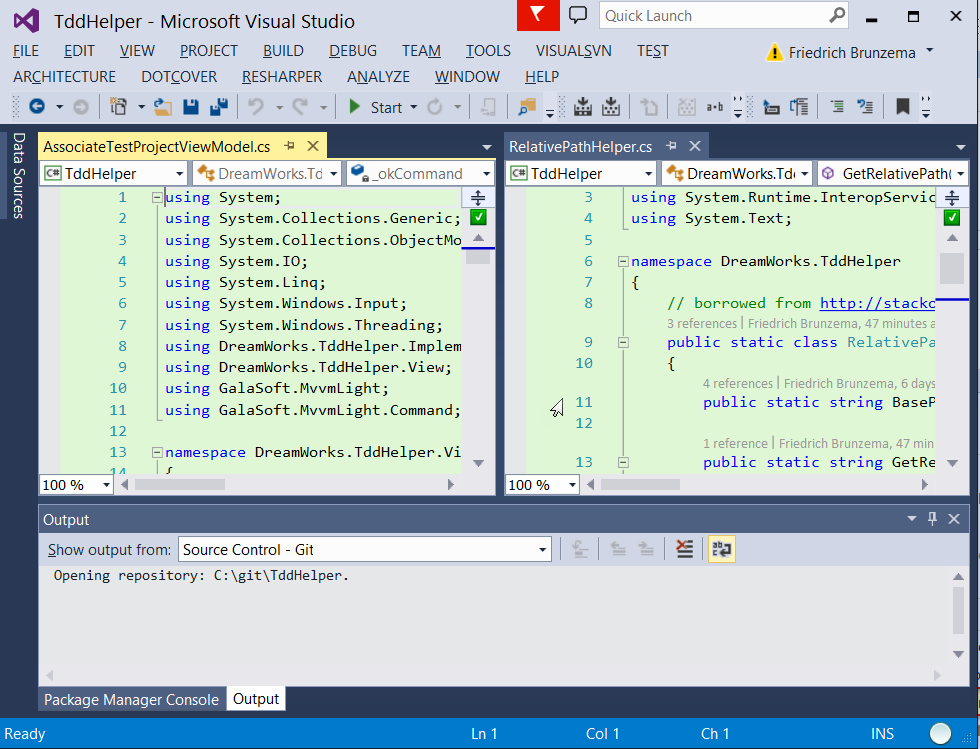 TddHelper - Microsoft Visual Studio
Quick Launch
FILE EDIT VIEW PROJECT BUILD DEBUG TEAM TOOLS VISUALSVN TEST
Friedrich Brunzema
ARCHITECTURE DOTCOVER RESHARPER ANALYZE WINDOW HELP
Start
Data Sources
AssociateTestProjectViewModel.cs
C# TddHelper DreamWorks.Td _okCommand
1 using System;
2 using System.Collections.Generic;
3 using System.Collections.ObjectMo
4 using System.IO;
5 using System.Linq;
6 using System.Windows.Input;
7 using System.Windows.Threading;
8 using DreamWorks.TddHelper.Implem
9 using DreamWorks.TddHelper.View;
10 using GalaSoft.MvvmLight;
11 using GalaSoft.MvvmLight.Command;
12
13 namespace DreamWorks.TddHelper.Vi
14 {
100 %
RelativePathHelper.cs
C# TddHelper DreamWorks.Td GetRelativePath(
3 using System.Runtime.InteropServic
4 using System.Text;
5
6 namespace DreamWorks.TddHelper
7 {
8 // borrowed from http://stacko
3 references | Friedrich Brunzema, 47 minutes a
9 public static class RelativePa
10 {
4 references | Friedrich Brunzema, 6 days
11 public static string BaseP
12
1 reference | Friedrich Brunzema, 47 min
13 public static string GetRe
100 %
Output
Show output from: Source Control - Git
Opening repository: C:\git\TddHelper.
Package Manager Console Output
Ready Ln 1 Col 1 Ch 1 INS